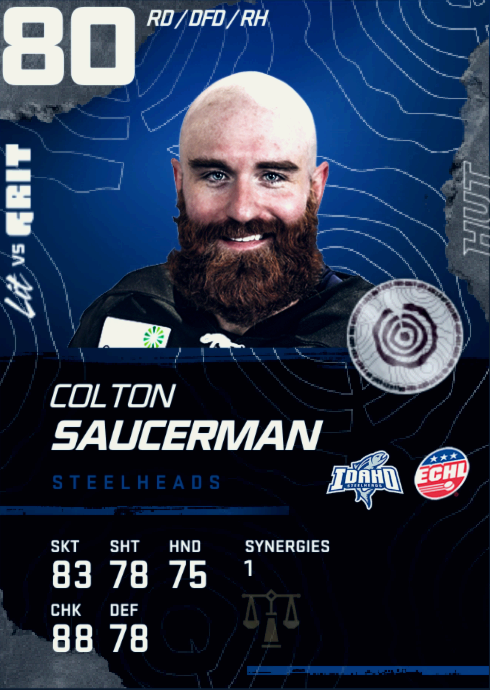 80
RD / DFD / RH
Lit vs GRIT
HUT
COLTON
SAUCERMAN
STEELHEADS
IDAHO
STEELHEADS
ECHL
SKT SHT HND SYNERGIES
83 78 75 1
CHK DEF
88 78